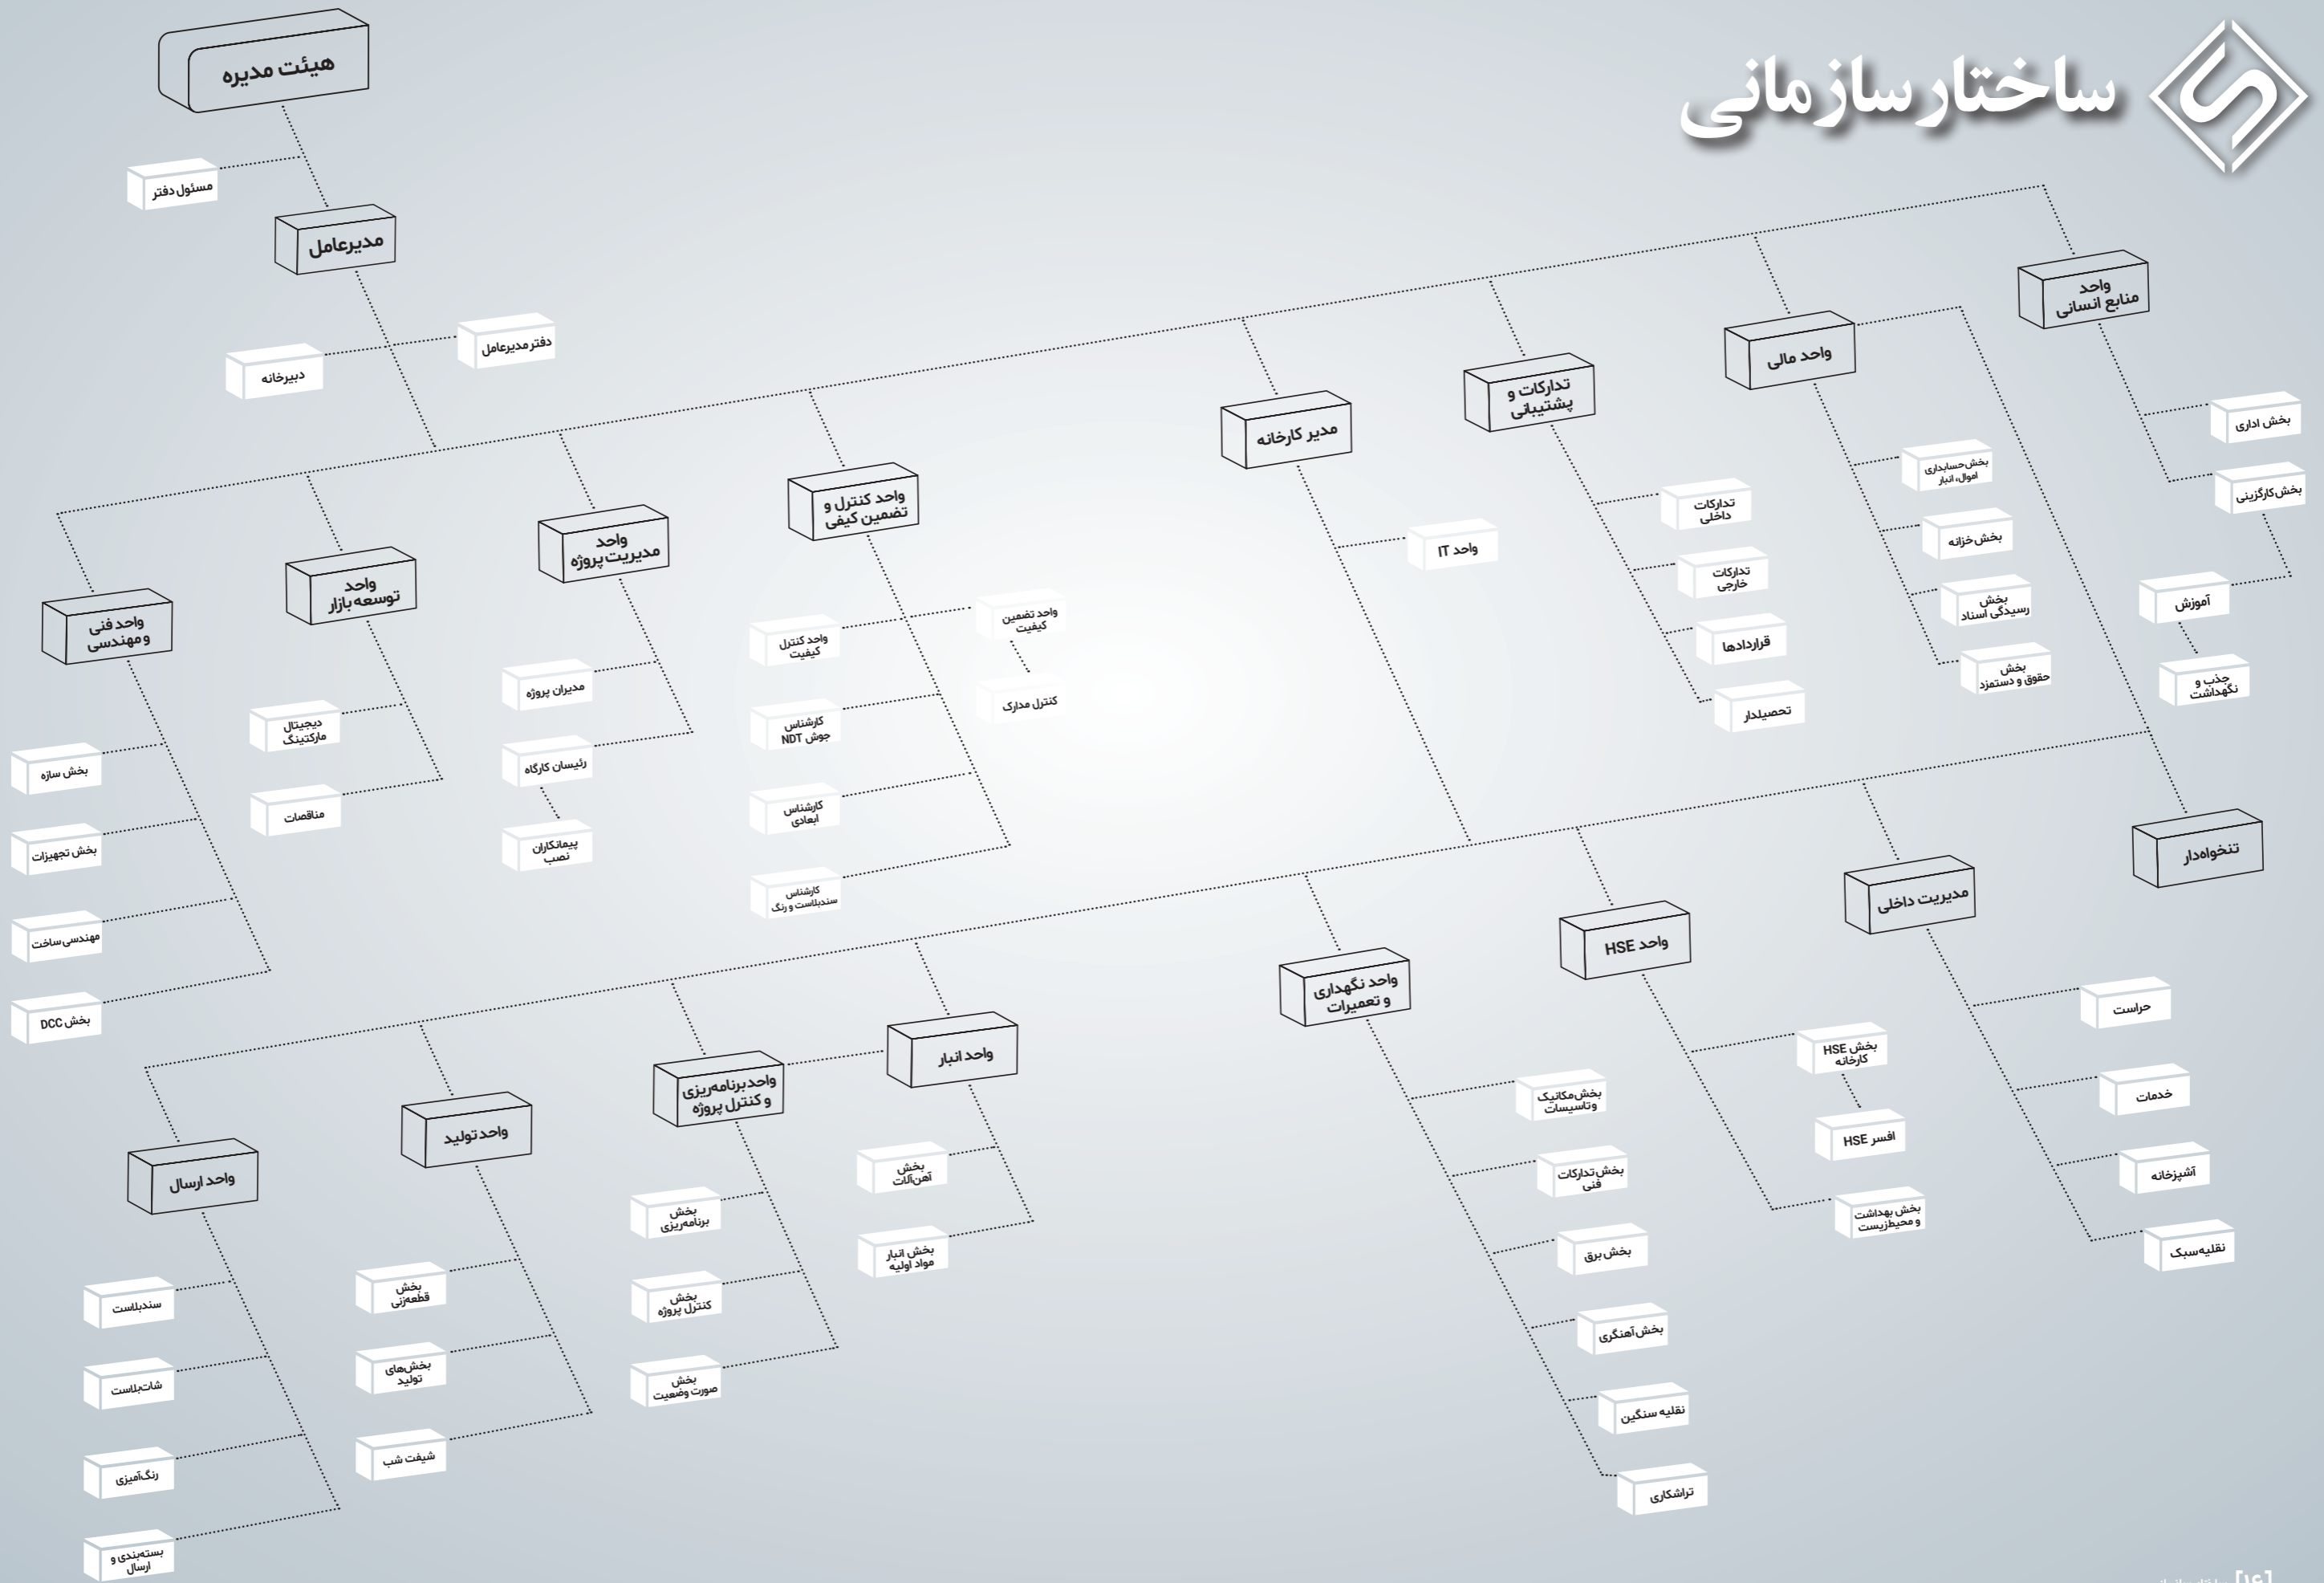 ساختار سازمانی
هیئت مدیره
مسئول دفتر
مدیرعامل
دفتر مدیرعامل
دبیرخانه
واحد
منابع انسانی
بخش اداری
بخش کارگزینی
آموزش
جذب و
نگهداشت
واحد مالی
بخش حسابداری
اموال، انبار
بخش خزانه
بخش
رسیدگی اسناد
بخش
حقوق و دستمزد
تنخواه‌دار
تدارکات و
پشتیبانی
تدارکات
داخلی
تدارکات
خارجی
قراردادها
تحصیلدار
مدیر کارخانه
واحد IT
واحد کنترل و
تضمین کیفی
واحد تضمین
کیفیت
کنترل مدارک
واحد کنترل
کیفیت
کارشناس
جوش NDT
کارشناس
ابعادی
کارشناس
سندبلاست و رنگ
واحد
مدیریت پروژه
مدیران پروژه
رئیسان کارگاه
پیمانکاران
نصب
واحد
توسعه بازار
دیجیتال
مارکتینگ
مناقصات
واحد فنی
و مهندسی
بخش سازه
بخش تجهیزات
مهندسی ساخت
بخش DCC
مدیریت داخلی
حراست
خدمات
آشپزخانه
نقلیه سبک
واحد HSE
بخش HSE
کارخانه
افسر HSE
بخش بهداشت
و محیط‌زیست
واحد نگهداری
و تعمیرات
بخش مکانیک
و تاسیسات
بخش تدارکات
فنی
بخش برق
بخش آهنگری
نقلیه سنگین
تراشکاری
واحد انبار
بخش
آهن‌آلات
بخش انبار
مواد اولیه
واحد برنامه‌ریزی
و کنترل پروژه
بخش
برنامه‌ریزی
بخش
کنترل پروژه
بخش
صورت وضعیت
واحد تولید
بخش
قطعه‌زنی
بخش‌های
تولید
شیفت شب
واحد ارسال
سندبلاست
شات‌بلاست
رنگ‌آمیزی
بسته‌بندی و
ارسال